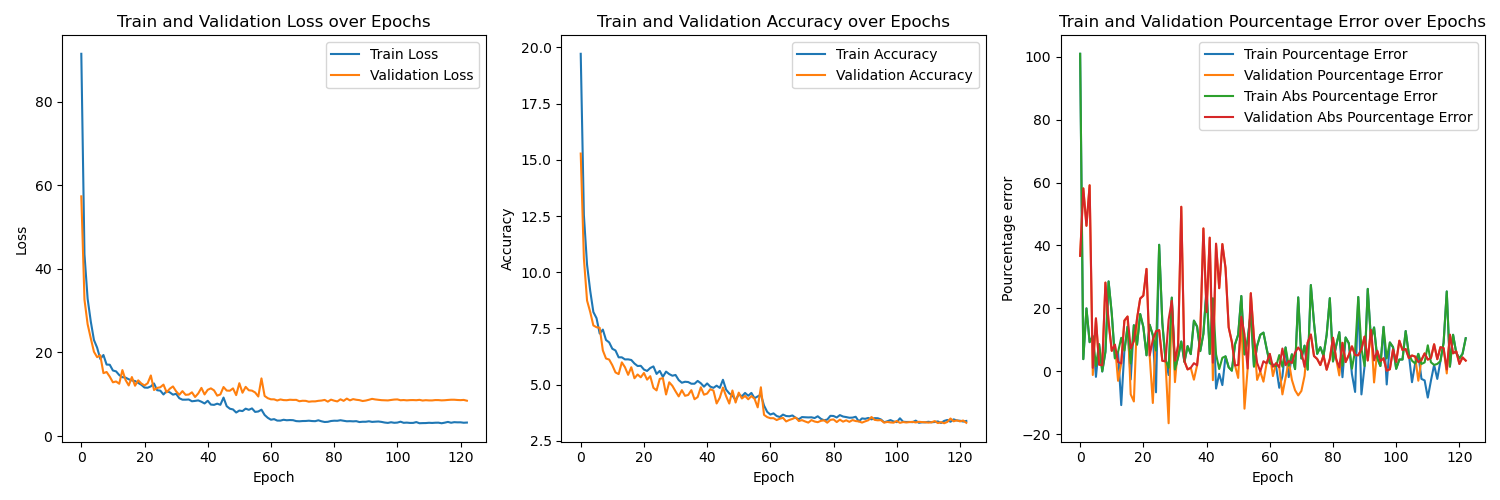 Train and Validation Loss over Epochs
Train Loss
Validation Loss
Loss
80
60
40
20
0
0 20 40 60 80 100 120
Epoch
Train and Validation Accuracy over Epochs
Train Accuracy
Validation Accuracy
Accuracy
20.0
17.5
15.0
12.5
10.0
7.5
5.0
2.5
0 20 40 60 80 100 120
Epoch
Train and Validation Pourcentage Error over Epochs
Train Pourcentage Error
Validation Pourcentage Error
Train Abs Pourcentage Error
Validation Abs Pourcentage Error
Pourcentage error
100
80
60
40
20
0
−20
0 20 40 60 80 100 120
Epoch